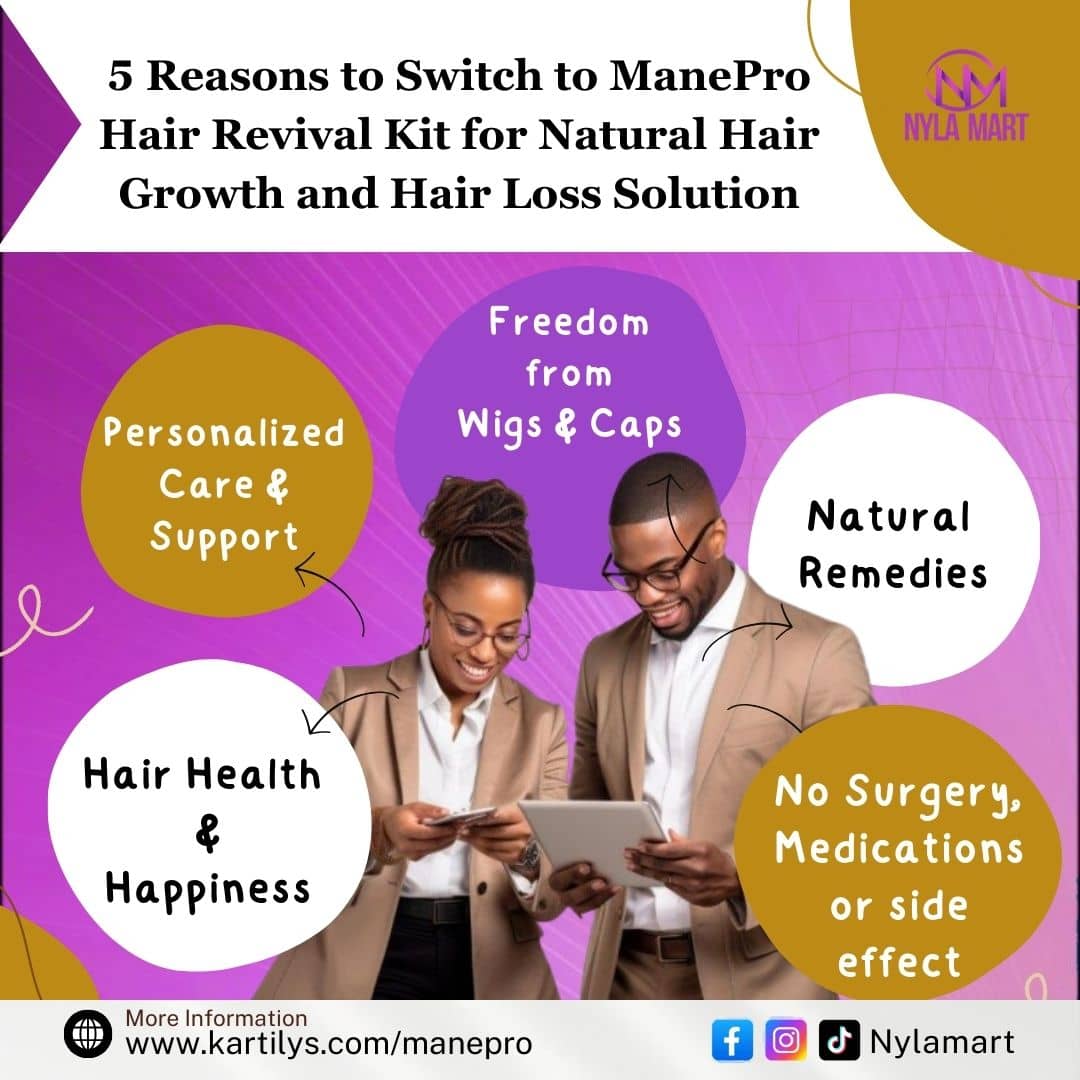 5 Reasons to Switch to ManePro
Hair Revival Kit for Natural Hair
Growth and Hair Loss Solution
NM
NYLA MART
Freedom
from
Wigs & Caps
Personalized
Care &
Support
Natural
Remedies
Hair Health
&
Happiness
No Surgery,
Medications
or side
effect
More Information
www.kartilys.com/manepro
Nylamart